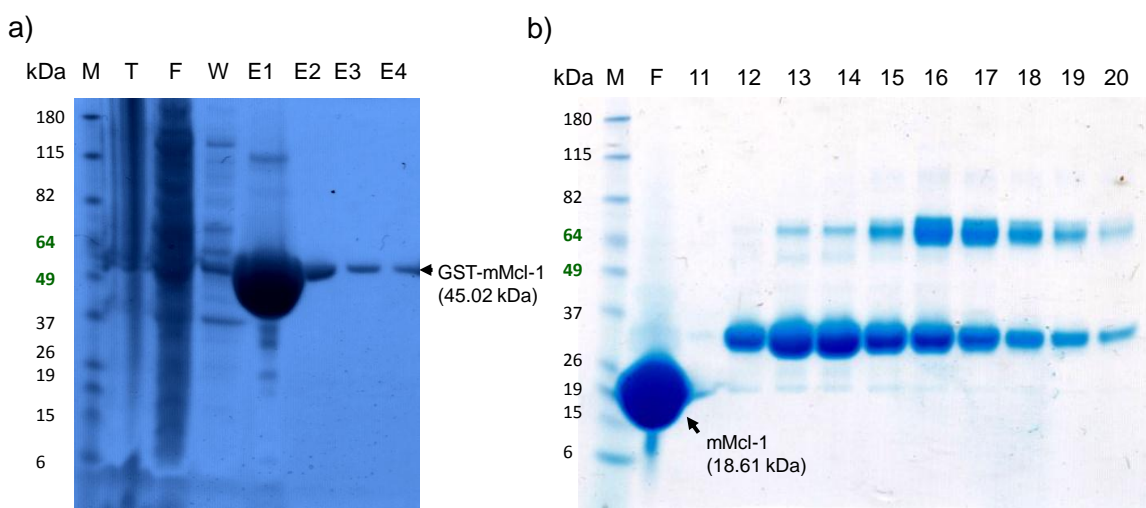 a)
kDa M T F W E1 E2 E3 E4
180
115
82
64
49
37
26
19
15
6
GST-mMcl-1
(45.02 kDa)
b)
kDa M F 11 12 13 14 15 16 17 18 19 20
180
115
82
64
49
37
26
19
15
6
mMcl-1
(18.61 kDa)